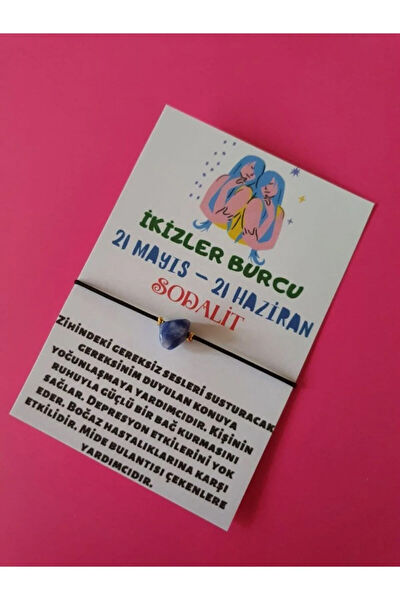 İKİZLER BURCU
21 MAYIS – 21 HAZİRAN
SODALİT
ZİHİNDEKİ GEREKSİZ SESLERİ SUSTURACAK
GEREKSİNİM DUYULAN KONUYA
YOĞUNLAŞMAYA YARDIMCIDIR. KİŞİNİN
RUHUYLA GÜÇLÜ BİR BAĞ KURMASINI
SAĞLAR. DEPRESYON ETKİLERİNİ YOK
EDER. BOĞAZ HASTALIKLARINA KARŞI
ETKİLİDİR. MİDE BULANTISI ÇEKENLERE
YARDIMCIDIR.